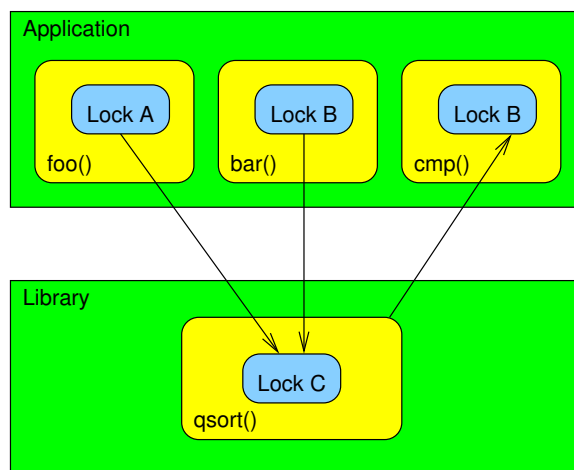 Application
Lock A
Lock B
Lock B
foo()
bar()
cmp()
Library
Lock C
qsort()